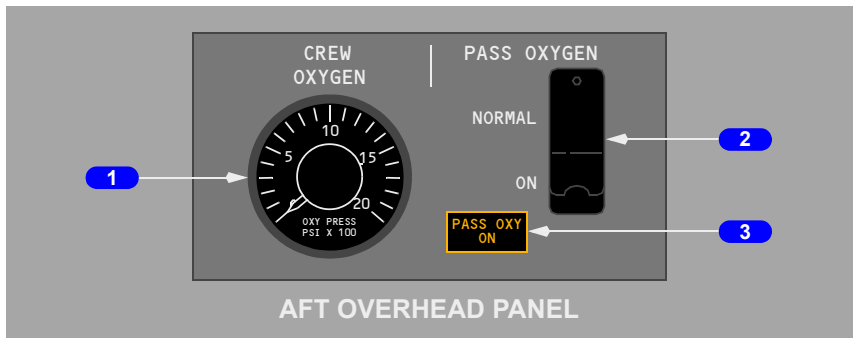 CREW
OXYGEN
PASS OXYGEN
NORMAL
ON
PASS OXY
ON
0
5
10
15
20
OXY PRESS
PSI X 100
1
2
3
AFT OVERHEAD PANEL